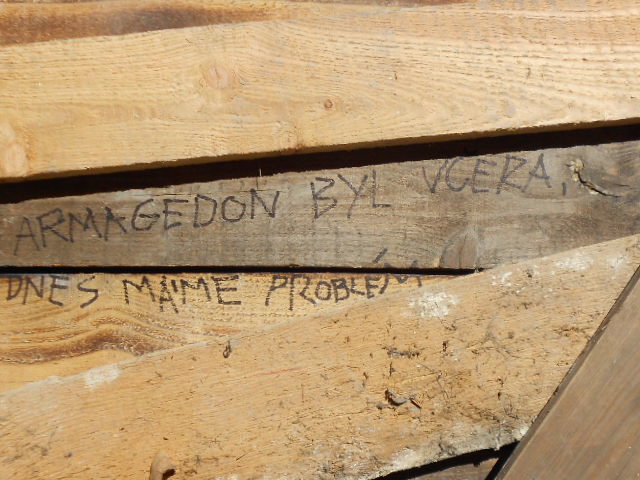 ARMAGEDON BYL VCERA,
DNES MÁME PROBLÉM